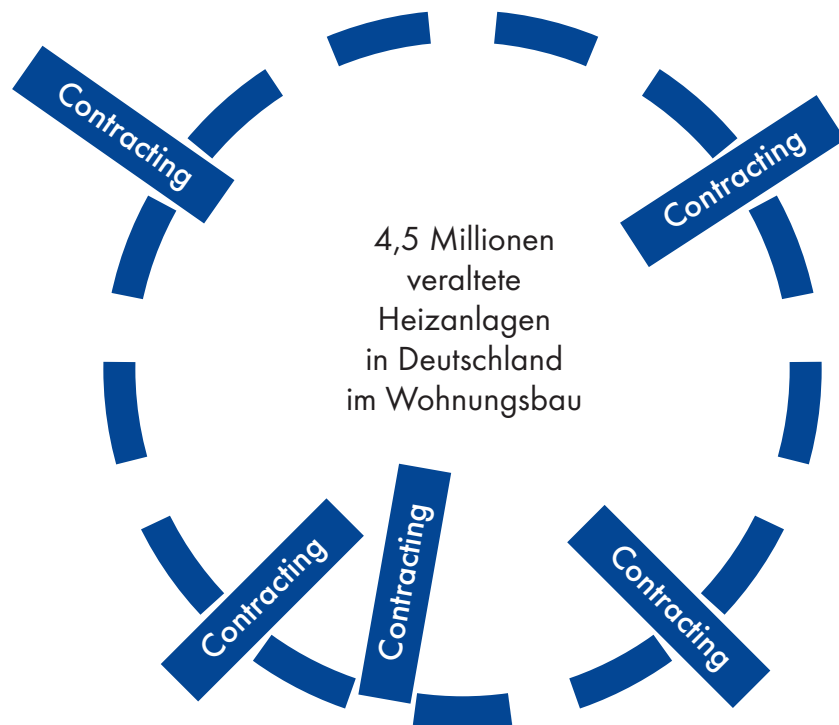 Contracting
Contracting
4,5 Millionen
veraltete
Heizanlagen
in Deutschland
im Wohnungsbau
Contracting
Contracting
Contracting